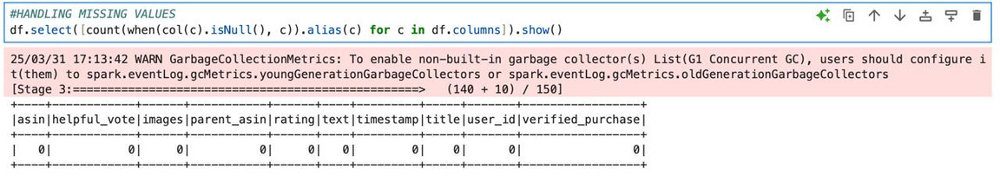 #HANDLING MISSING VALUES
df.select([count(when(col(c).isNull(), c)).alias(c) for c in df.columns]).show()
25/03/31 17:13:42 WARN GarbageCollectionMetrics: To enable non-built-in garbage collector(s) List(G1 Concurrent GC), users should configure i
t(them) to spark.eventLog.gcMetrics.youngGenerationGarbageCollectors or spark.eventLog.gcMetrics.oldGenerationGarbageCollectors
[Stage 3:==================================================>   (140 + 10) / 150]
+----+------------+------+-----------+------+----+---------+-----+-------+-----------------+
|asin|helpful_vote|images|parent_asin|rating|text|timestamp|title|user_id|verified_purchase|
+----+------------+------+-----------+------+----+---------+-----+-------+-----------------+
|   0|           0|     0|          0|     0|   0|        0|    0|      0|                0|
+----+------------+------+-----------+------+----+---------+-----+-------+-----------------+